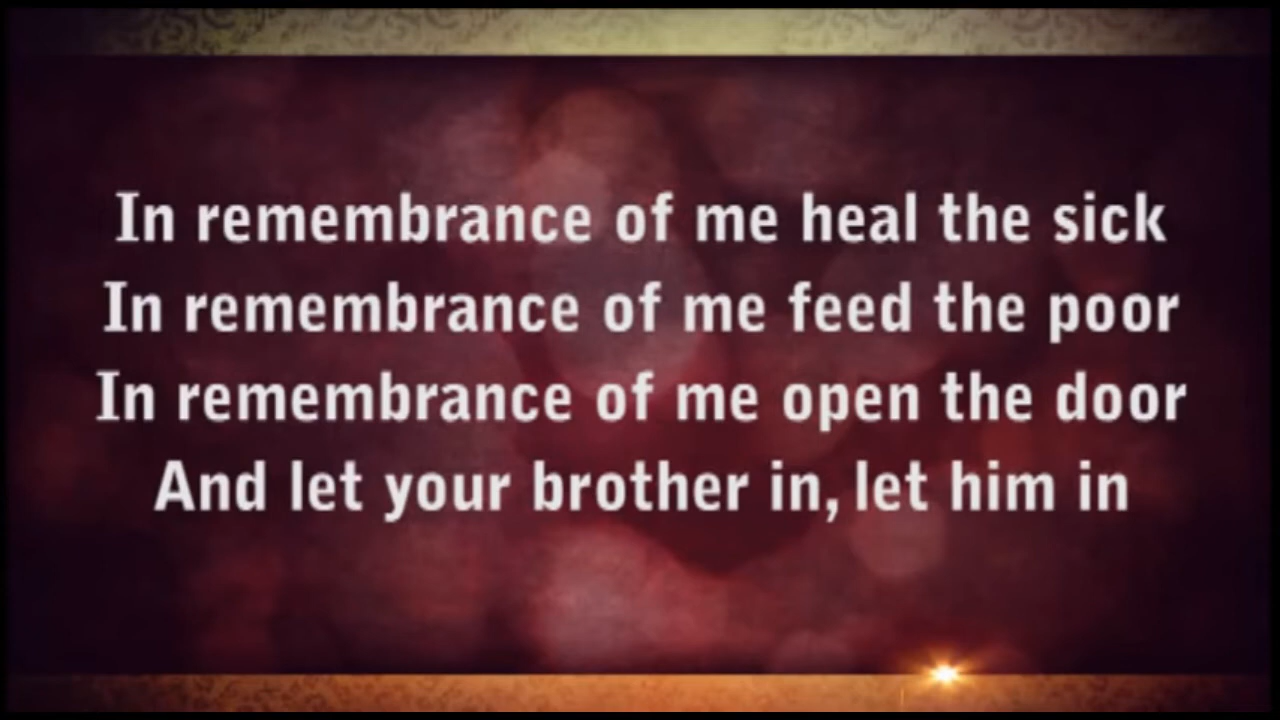 In remembrance of me heal the sick
In remembrance of me feed the poor
In remembrance of me open the door
And let your brother in, let him in